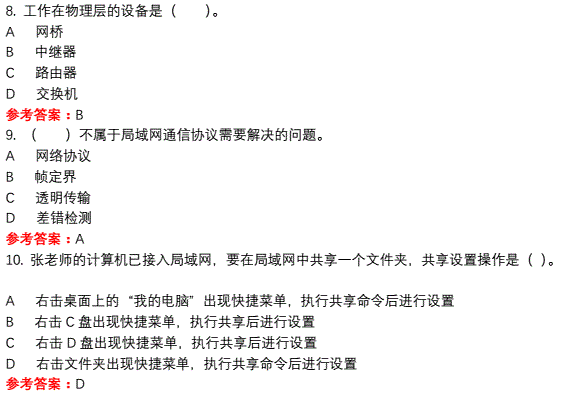 8. 工作在物理层的设备是（　　）。
A　网桥
B　中继器
C　路由器
D　交换机
参考答案：B
9. （　　）不属于局域网通信协议需要解决的问题。
A　网络协议
B　帧定界
C　透明传输
D　差错检测
参考答案：A
10. 张老师的计算机已接入局域网，要在局域网中共享一个文件夹，共享设置操作是（ ）。
A　右击桌面上的“我的电脑”出现快捷菜单，执行共享命令后进行设置
B　右击 C 盘出现快捷菜单，执行共享后进行设置
C　右击 D 盘出现快捷菜单，执行共享后进行设置
D　右击文件夹出现快捷菜单，执行共享命令后进行设置
参考答案：D